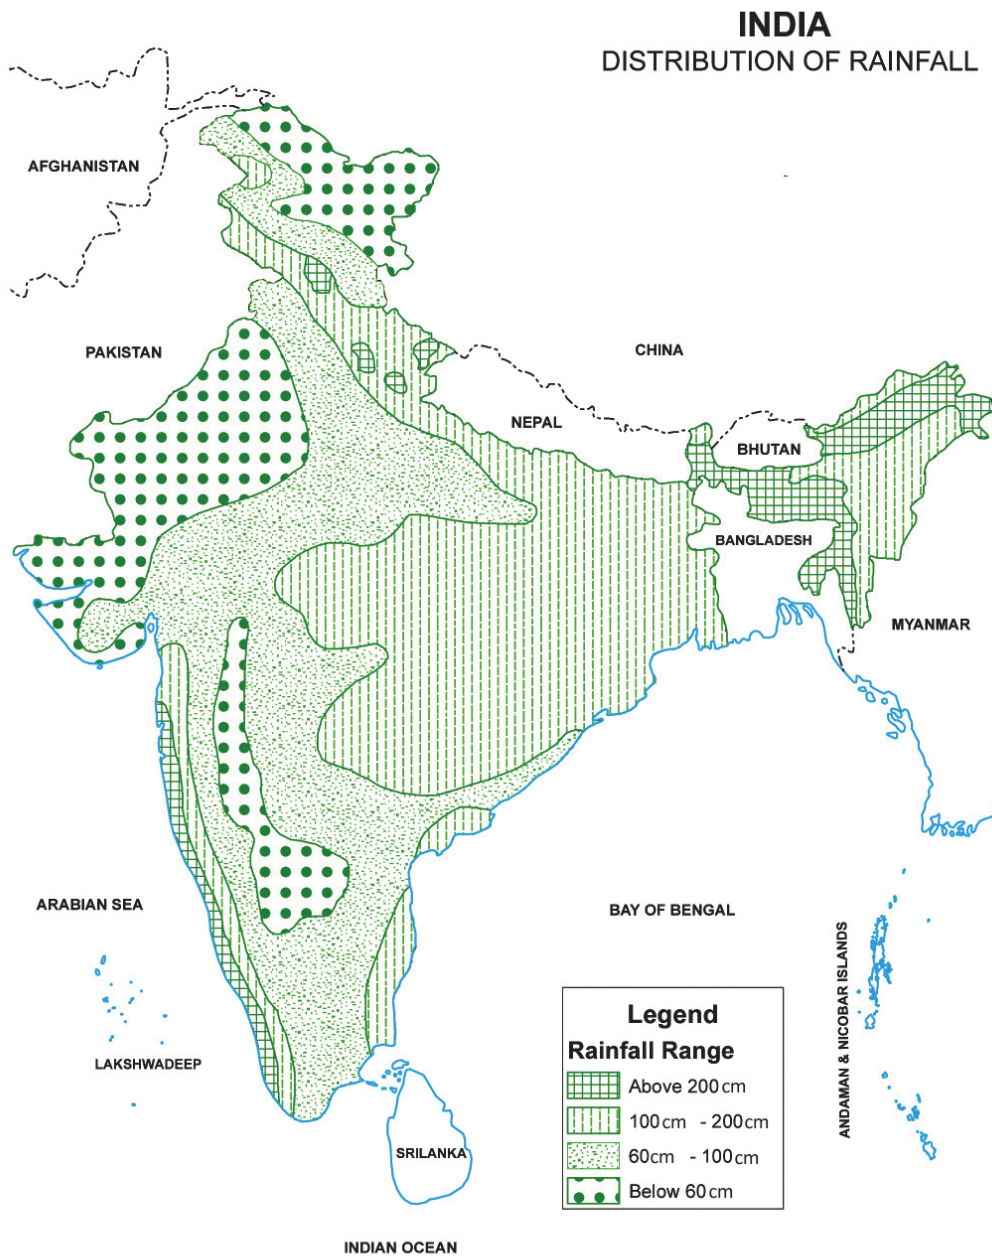 INDIA
DISTRIBUTION OF RAINFALL
AFGHANISTAN
PAKISTAN
CHINA
NEPAL
BHUTAN
BANGLADESH
MYANMAR
ARABIAN SEA
BAY OF BENGAL
ANDAMAN & NICOBAR ISLANDS
LAKSHWADEEP
SRILANKA
INDIAN OCEAN
Legend
Rainfall Range
Above 200 cm
100 cm - 200 cm
60 cm - 100 cm
Below 60 cm